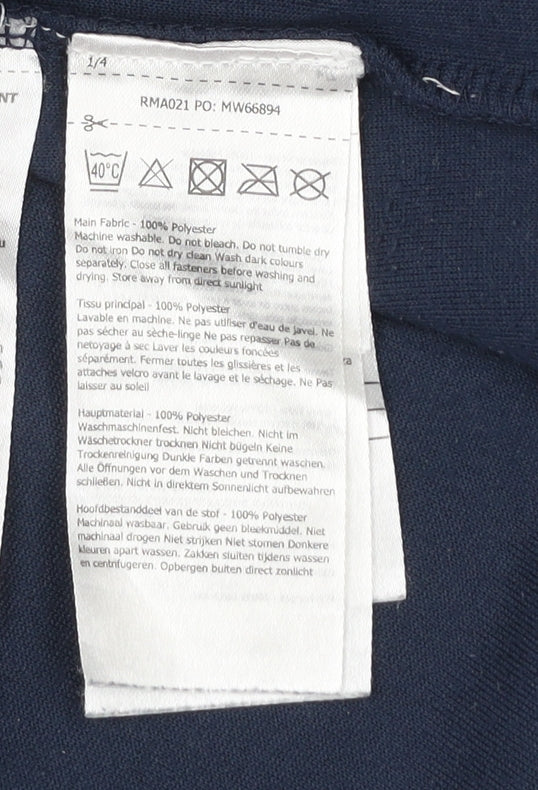 1/4
RMA021 PO: MW66894
40°C
Main Fabric - 100% Polyester
Machine washable. Do not bleach. Do not tumble dry
Do not iron Do not dry clean Wash dark colours
separately. Close all fasteners before washing and
drying. Store away from direct sunlight
Tissu principal - 100% Polyester
Lavable en machine. Ne pas utiliser d'eau de javel. Ne
pas sécher au sèche-linge Ne pas repasser Pas de
netoyage à sec Laver les couleurs foncées
séparément. Fermer toutes les glissières et les
attaches velcro avant le lavage et le séchage. Ne Pas
laisser au soleil
Hauptmaterial - 100% Polyester
Waschmaschinenfest. Nicht bleichen. Nicht im
Wäschetrockner trocknen Nicht bügeln Keine
Trockenreinigung Dunkle Farben getrennt waschen.
Alle Öffnungen vor dem Waschen und Trocknen
schließen. Nicht in direktem Sonnenlicht aufbewahren
Hoofdbestanddeel van de stof - 100% Polyester
Machinaal wasbaar. Gebruik geen bleekmiddel. Niet
machinaal drogen Niet strijken Niet stomen Donkere
kleuren apart wassen. Zakken sluiten tijdens wassen
en centrifugeren. Opbergen buiten direct zonlicht
NT